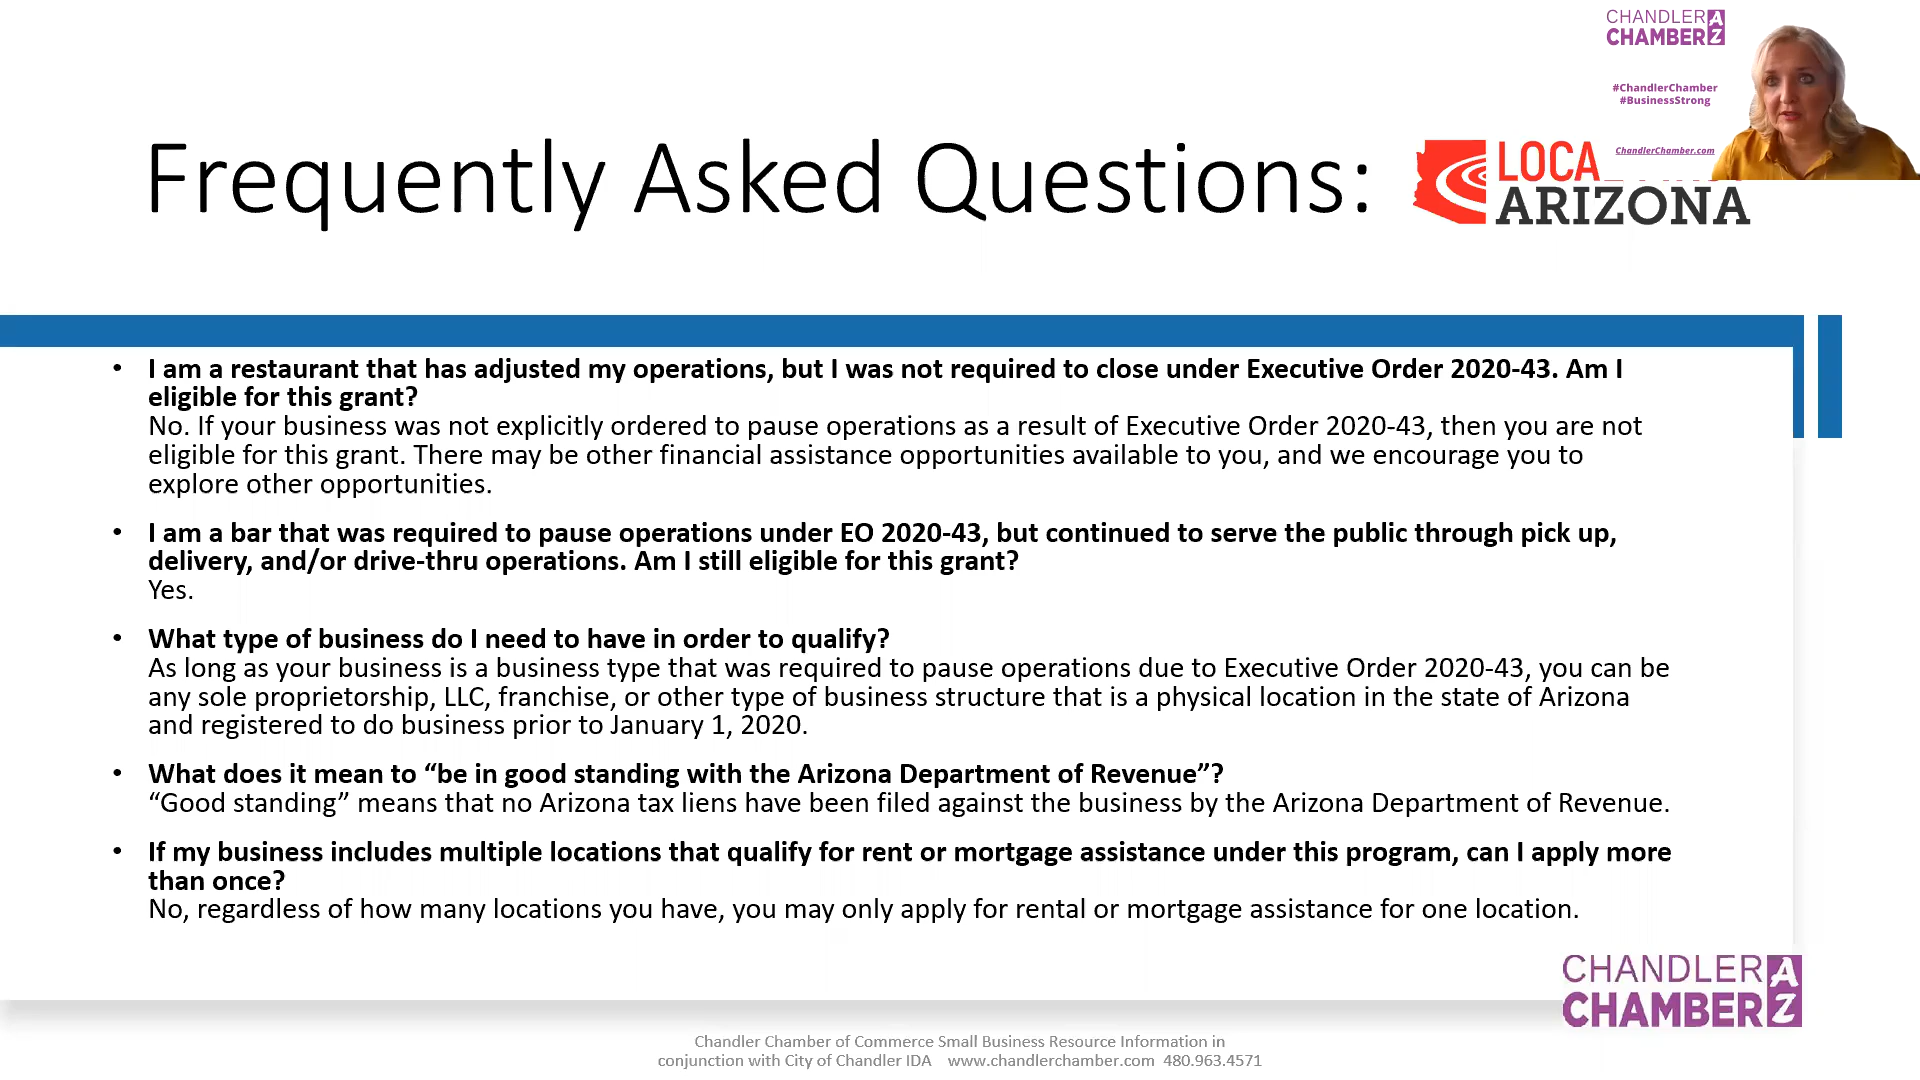 CHANDLER AZ
CHAMBER
#ChandlerChamber
#BusinessStrong
ChandlerChamber.com
Frequently Asked Questions:
LOCA
ARIZONA
• I am a restaurant that has adjusted my operations, but I was not required to close under Executive Order 2020-43. Am I
eligible for this grant?
No. If your business was not explicitly ordered to pause operations as a result of Executive Order 2020-43, then you are not
eligible for this grant. There may be other financial assistance opportunities available to you, and we encourage you to
explore other opportunities.
• I am a bar that was required to pause operations under EO 2020-43, but continued to serve the public through pick up,
delivery, and/or drive-thru operations. Am I still eligible for this grant?
Yes.
• What type of business do I need to have in order to qualify?
As long as your business is a business type that was required to pause operations due to Executive Order 2020-43, you can be
any sole proprietorship, LLC, franchise, or other type of business structure that is a physical location in the state of Arizona
and registered to do business prior to January 1, 2020.
• What does it mean to “be in good standing with the Arizona Department of Revenue”?
“Good standing” means that no Arizona tax liens have been filed against the business by the Arizona Department of Revenue.
• If my business includes multiple locations that qualify for rent or mortgage assistance under this program, can I apply more
than once?
No, regardless of how many locations you have, you may only apply for rental or mortgage assistance for one location.
CHANDLER AZ
CHAMBER
Chandler Chamber of Commerce Small Business Resource Information in
conjunction with City of Chandler IDA www.chandlerchamber.com 480.963.4571